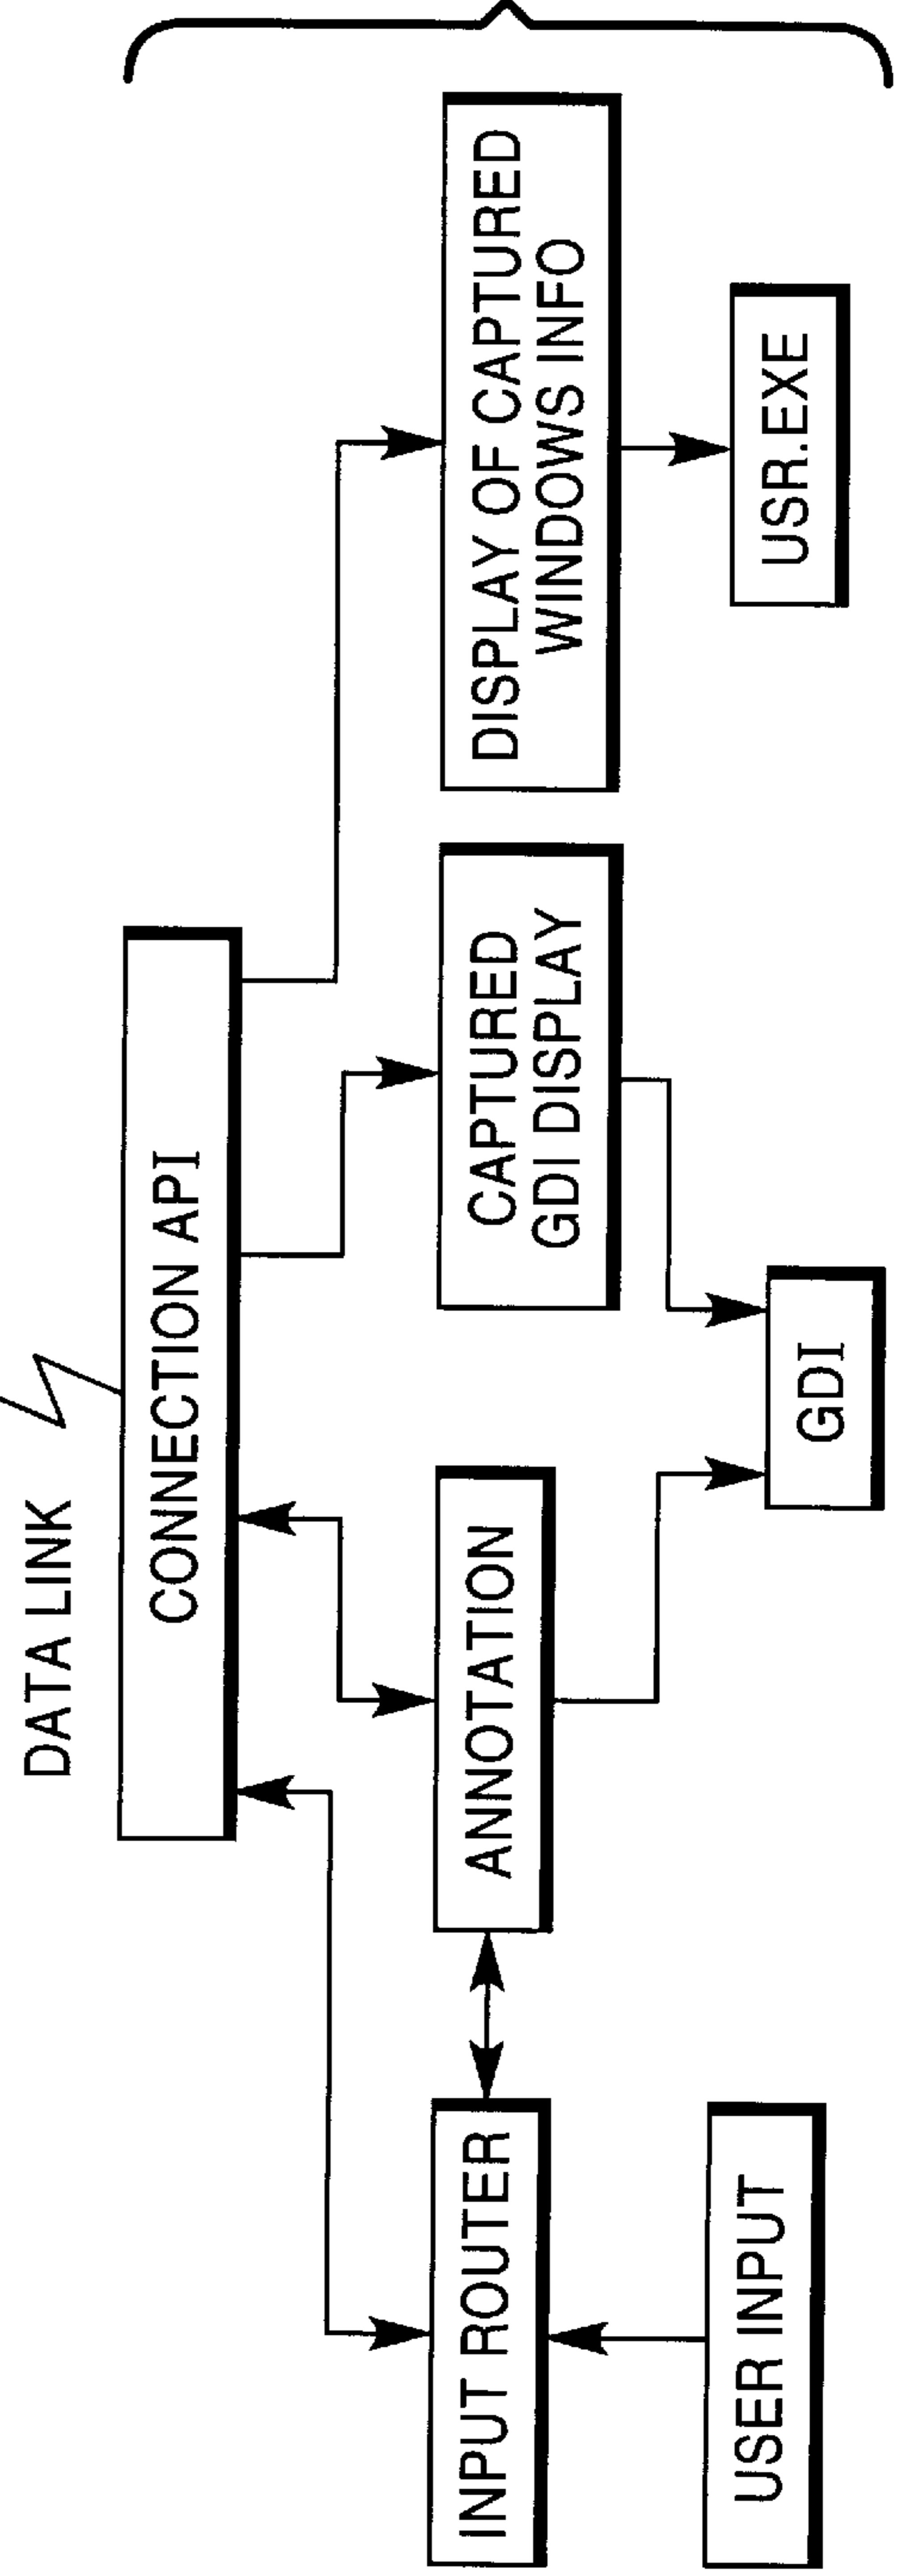 DATA LINK
CONNECTION API
INPUT ROUTER
ANNOTATION
CAPTURED
GDI DISPLAY
DISPLAY OF CAPTURED
WINDOWS INFO
USER INPUT
GDI
USR.EXE